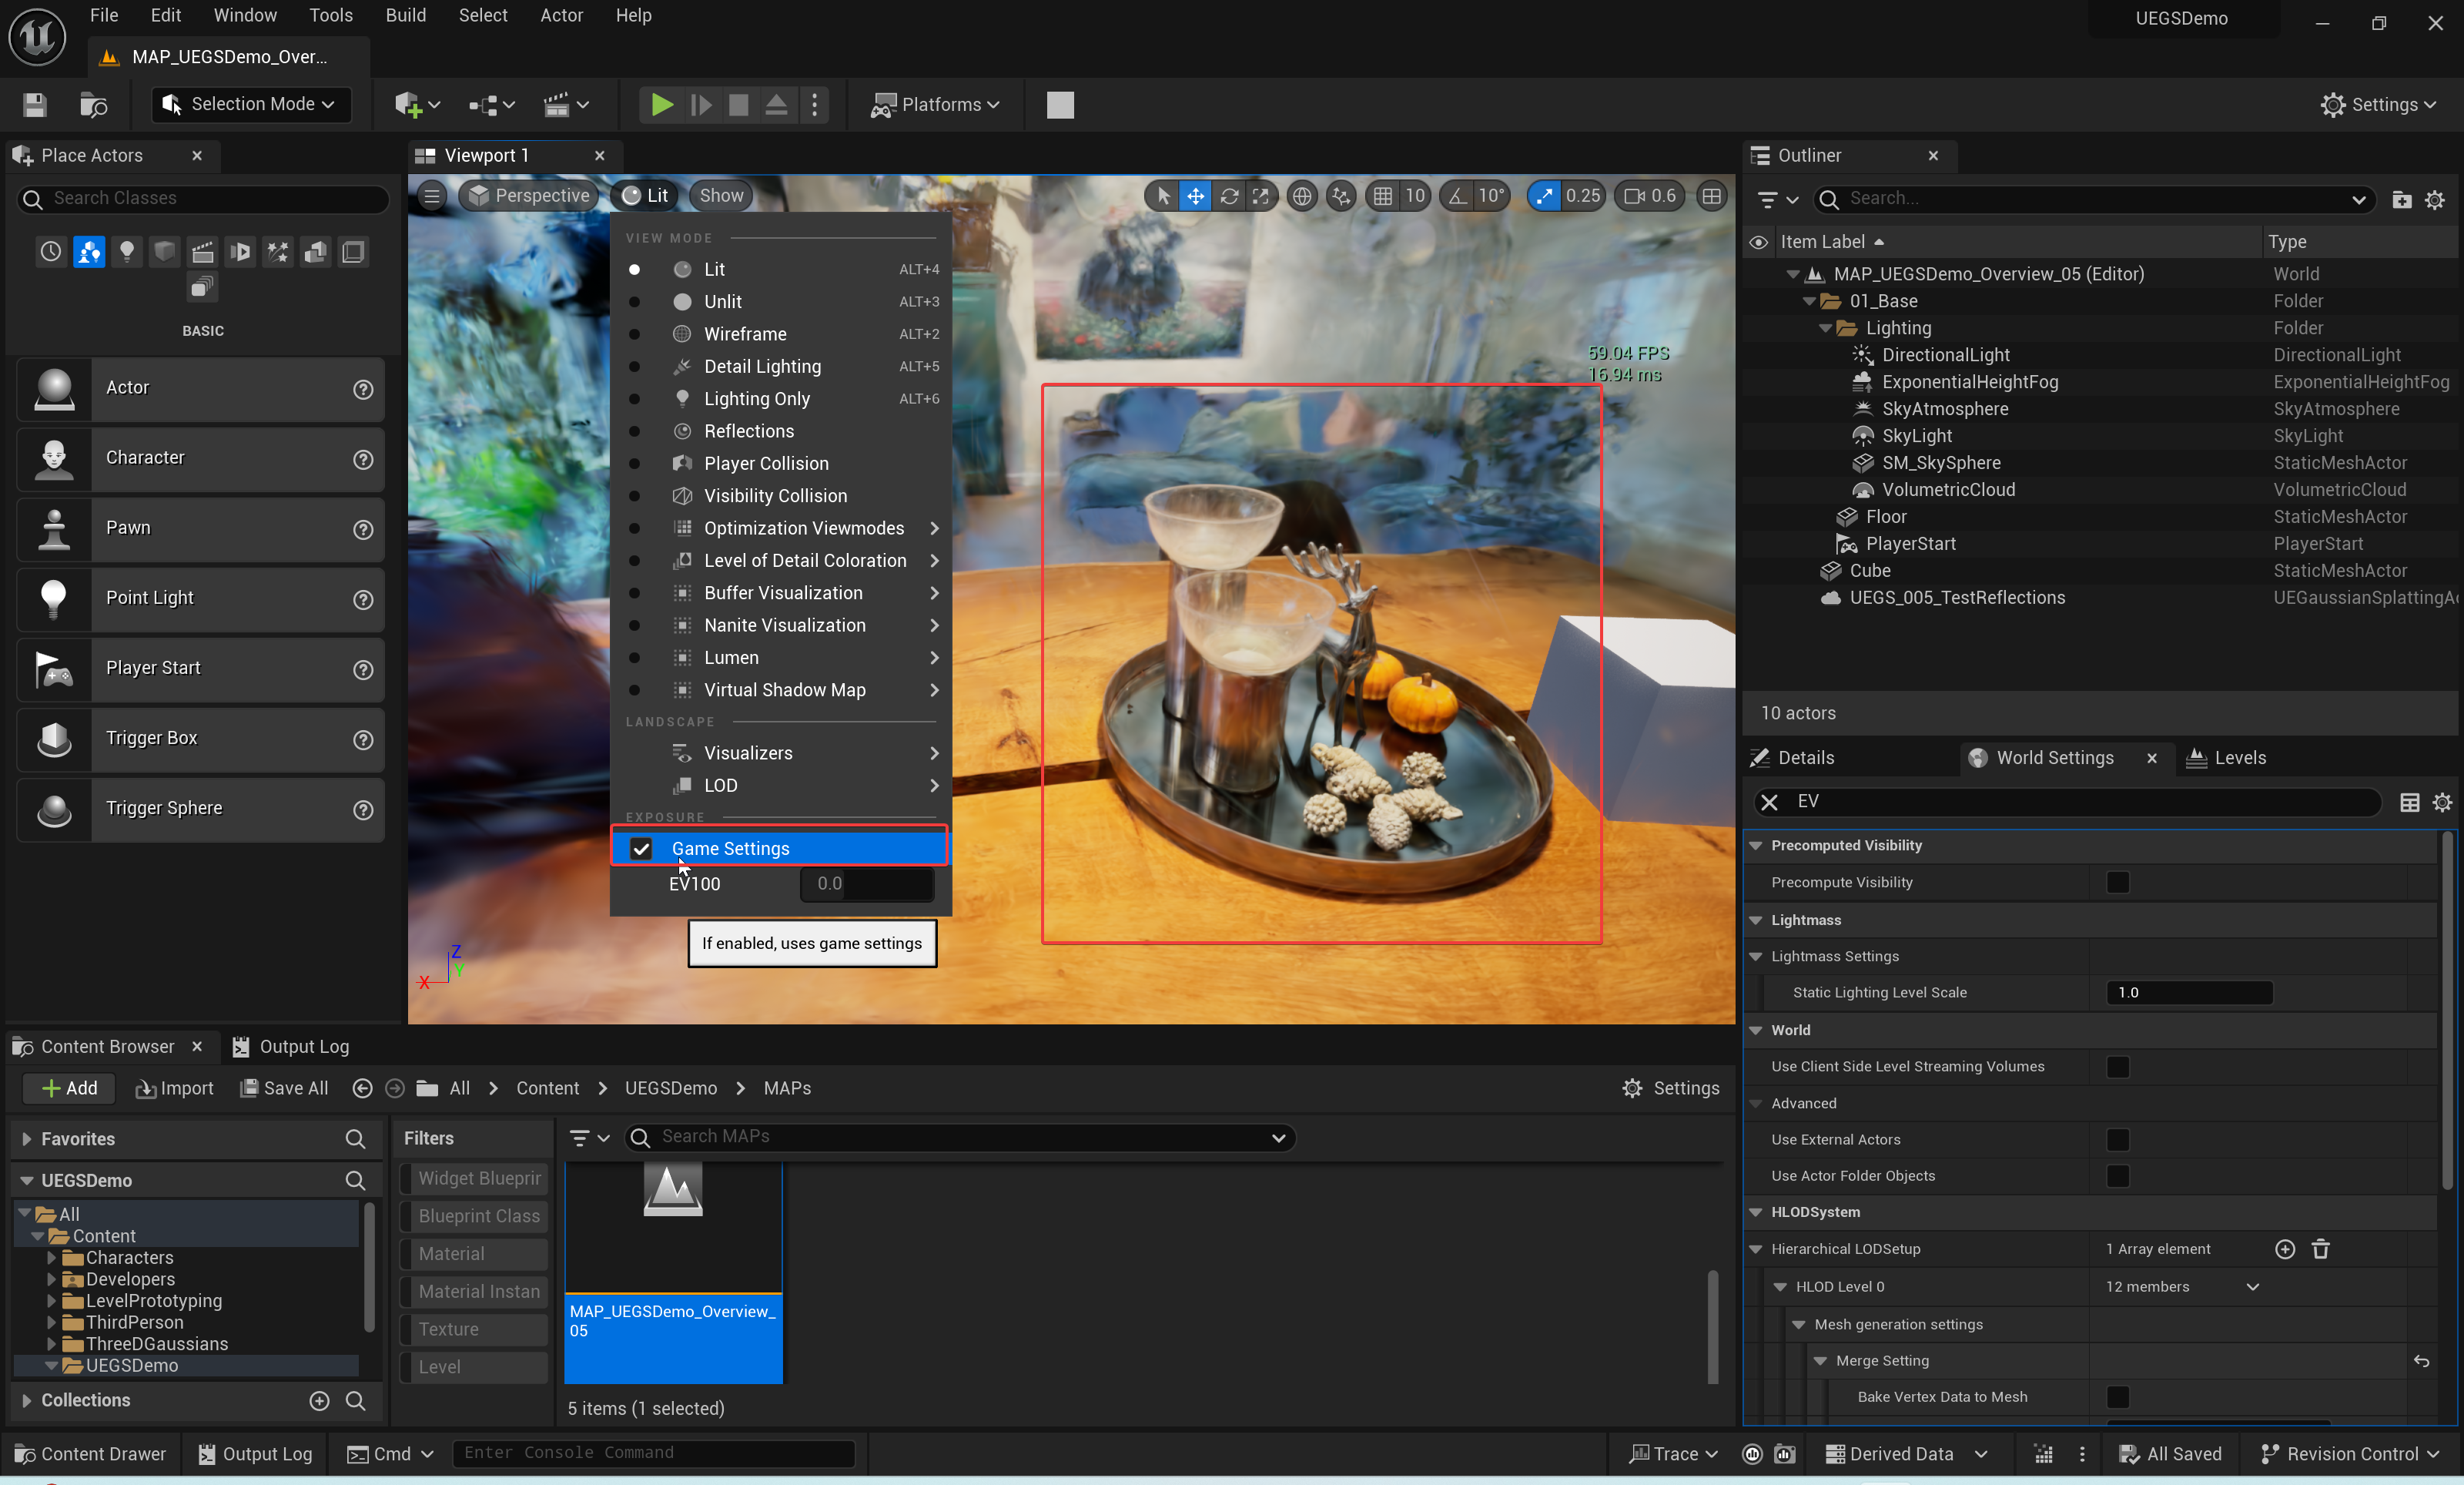 File Edit Window Tools Build Select Actor Help
UEGSDemo
MAP_UEGSDemo_Over...
Selection Mode
Platforms
Settings
Place Actors
Search Classes
BASIC
Actor
Character
Pawn
Point Light
Player Start
Trigger Box
Trigger Sphere
Viewport 1
Perspective Lit Show
10 10° 0.25 0.6
VIEW MODE
Lit ALT+4
Unlit ALT+3
Wireframe ALT+2
Detail Lighting ALT+5
Lighting Only ALT+6
Reflections
Player Collision
Visibility Collision
Optimization Viewmodes
Level of Detail Coloration
Buffer Visualization
Nanite Visualization
Lumen
Virtual Shadow Map
LANDSCAPE
Visualizers
LOD
EXPOSURE
Game Settings
EV100 0.0
If enabled, uses game settings
59.04 FPS
16.94 ms
Z
Y
X
Outliner
Search...
Item Label Type
MAP_UEGSDemo_Overview_05 (Editor) World
01_Base Folder
Lighting Folder
DirectionalLight DirectionalLight
ExponentialHeightFog ExponentialHeightFog
SkyAtmosphere SkyAtmosphere
SkyLight SkyLight
SM_SkySphere StaticMeshActor
VolumetricCloud VolumetricCloud
Floor StaticMeshActor
PlayerStart PlayerStart
Cube StaticMeshActor
UEGS_005_TestReflections UEGaussianSplattingAc
10 actors
Details World Settings Levels
EV
Precomputed Visibility
Precompute Visibility
Lightmass
Lightmass Settings
Static Lighting Level Scale 1.0
World
Use Client Side Level Streaming Volumes
Advanced
Use External Actors
Use Actor Folder Objects
HLODSystem
Hierarchical LODSetup 1 Array element
HLOD Level 0 12 members
Mesh generation settings
Merge Setting
Bake Vertex Data to Mesh
Content Browser Output Log
Add Import Save All All Content UEGSDemo MAPs Settings
Favorites
UEGSDemo
All
Content
Characters
Developers
LevelPrototyping
ThirdPerson
ThreeDGaussians
UEGSDemo
Collections
Filters
Widget Blueprir
Blueprint Class
Material
Material Instan
Texture
Level
Search MAPs
MAP_UEGSDemo_Overview_
05
5 items (1 selected)
Content Drawer Output Log Cmd Enter Console Command Trace Derived Data All Saved Revision Control